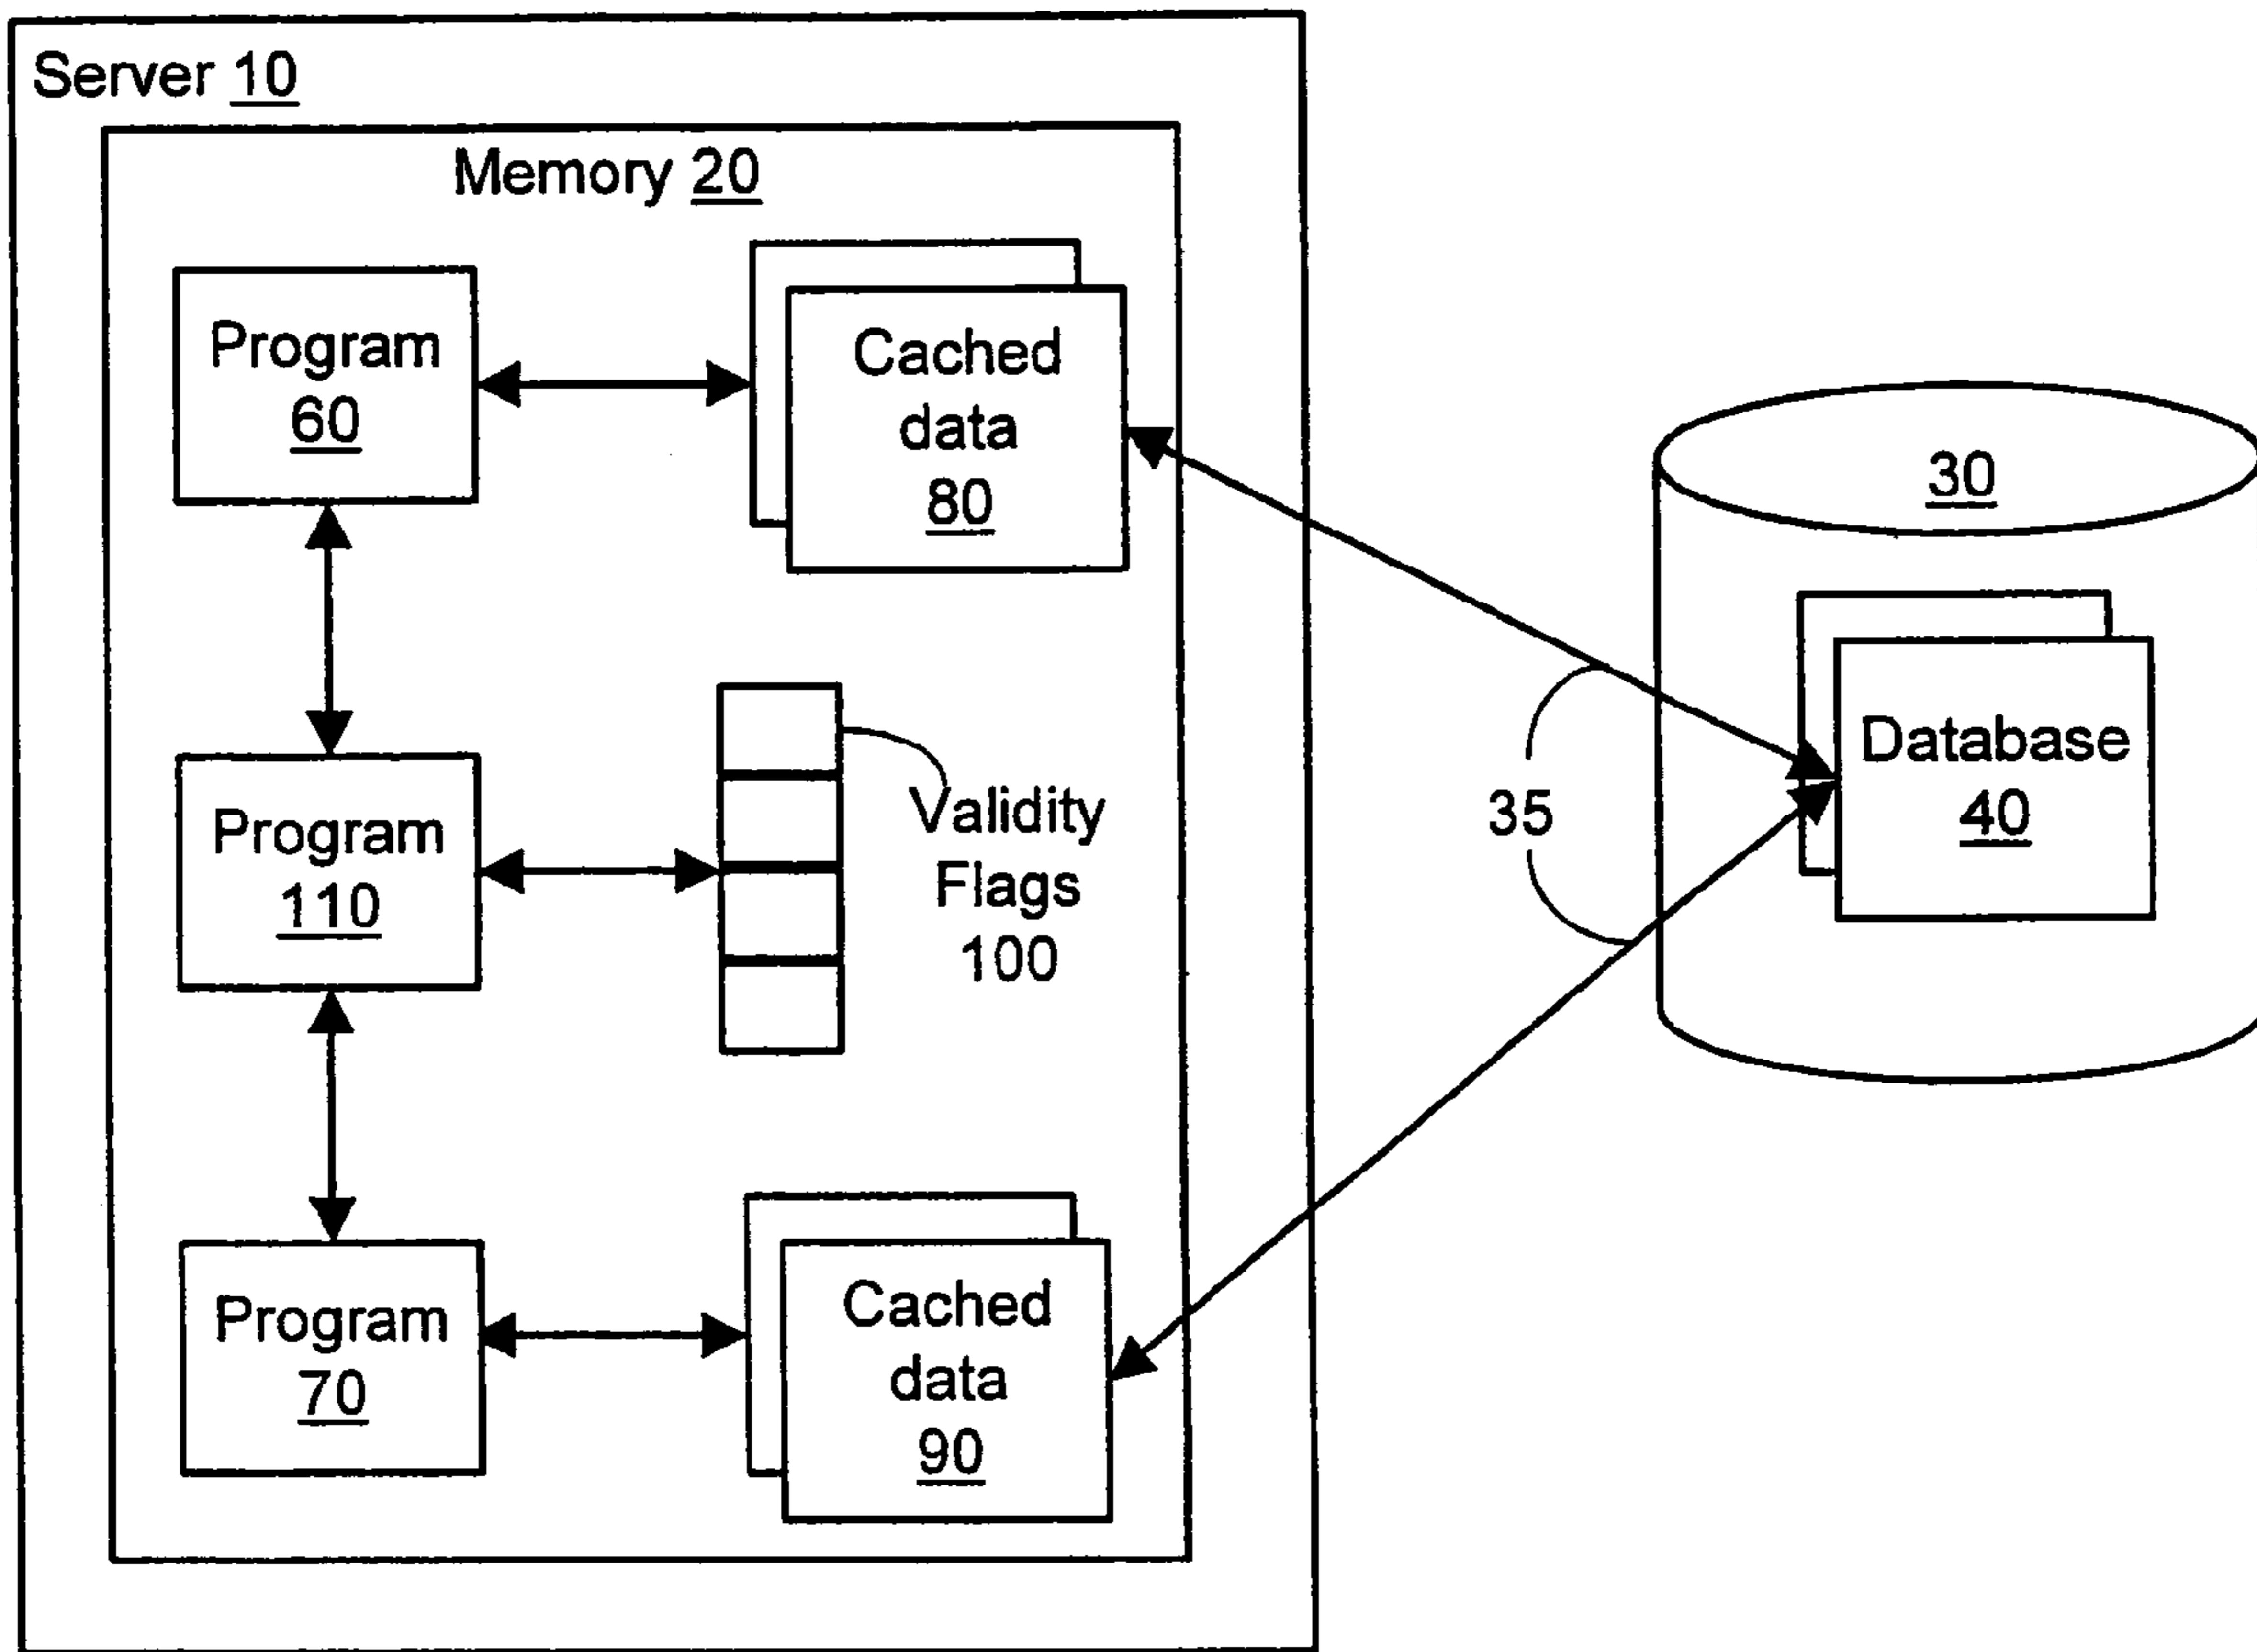 Server 10
Memory 20
Program
60
Cached
data
80
30
Database
40
Program
110
Validity
Flags
100
35
Program
70
Cached
data
90